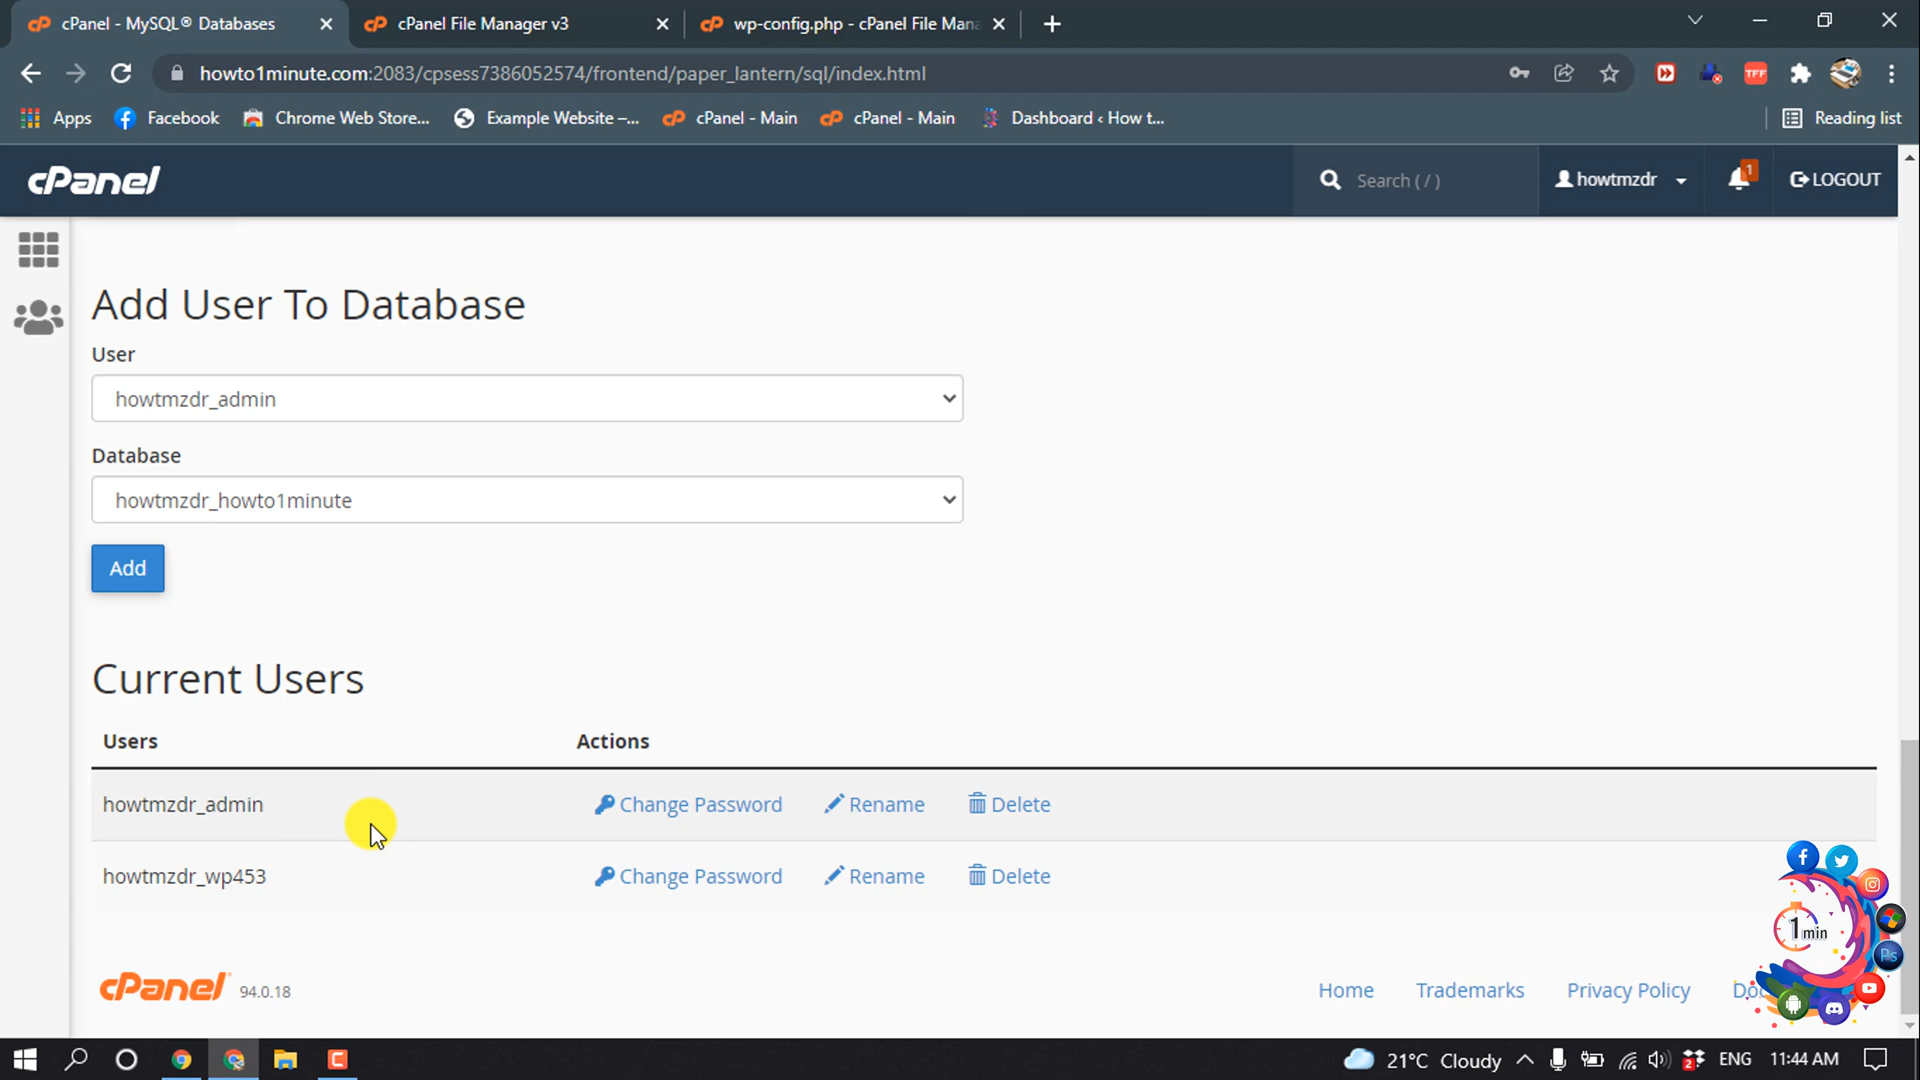 cPanel - MySQL® Databases
cPanel File Manager v3
wp-config.php - cPanel File Man
howto1minute.com:2083/cpsess7386052574/frontend/paper_lantern/sql/index.html
TFF
Apps
Facebook
Chrome Web Store...
Example Website –...
cPanel - Main
cPanel - Main
Dashboard ‹ How t...
Reading list
cPanel
Search ( / )
howtmzdr
1
LOGOUT
Add User To Database
User
howtmzdr_admin
Database
howtmzdr_howto1minute
Add
Current Users
Users Actions
howtmzdr_admin Change Password Rename Delete
howtmzdr_wp453 Change Password Rename Delete
1 min
Ps
cPanel 94.0.18
Home Trademarks Privacy Policy
21°C Cloudy
2
ENG
11:44 AM